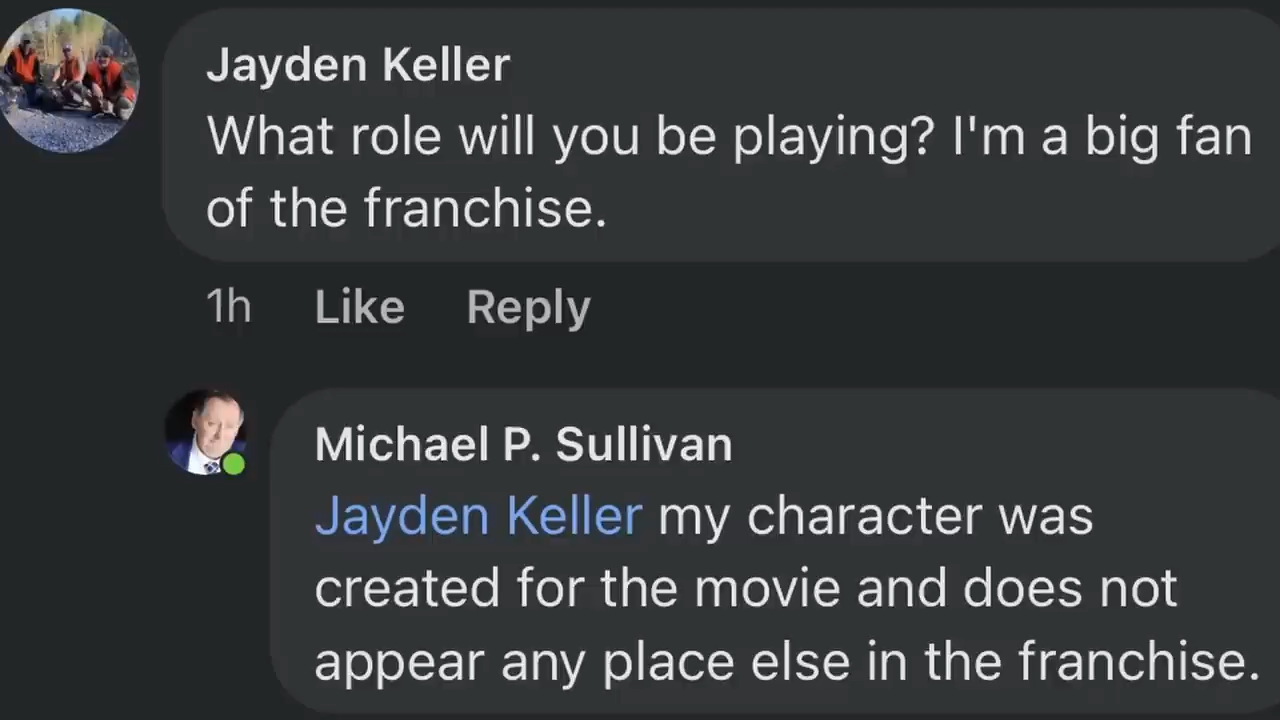 Jayden Keller
What role will you be playing? I'm a big fan
of the franchise.
1h Like Reply
Michael P. Sullivan
Jayden Keller my character was
created for the movie and does not
appear any place else in the franchise.